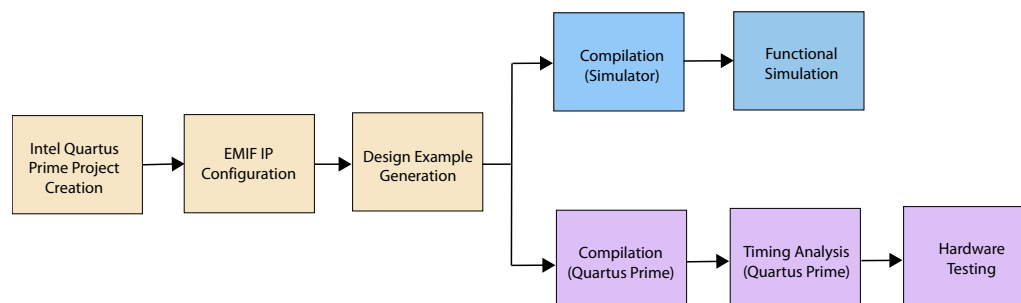 Intel Quartus
Prime Project
Creation
EMIF IP
Configuration
Design Example
Generation
Compilation
(Simulator)
Functional
Simulation
Compilation
(Quartus Prime)
Timing Analysis
(Quartus Prime)
Hardware
Testing